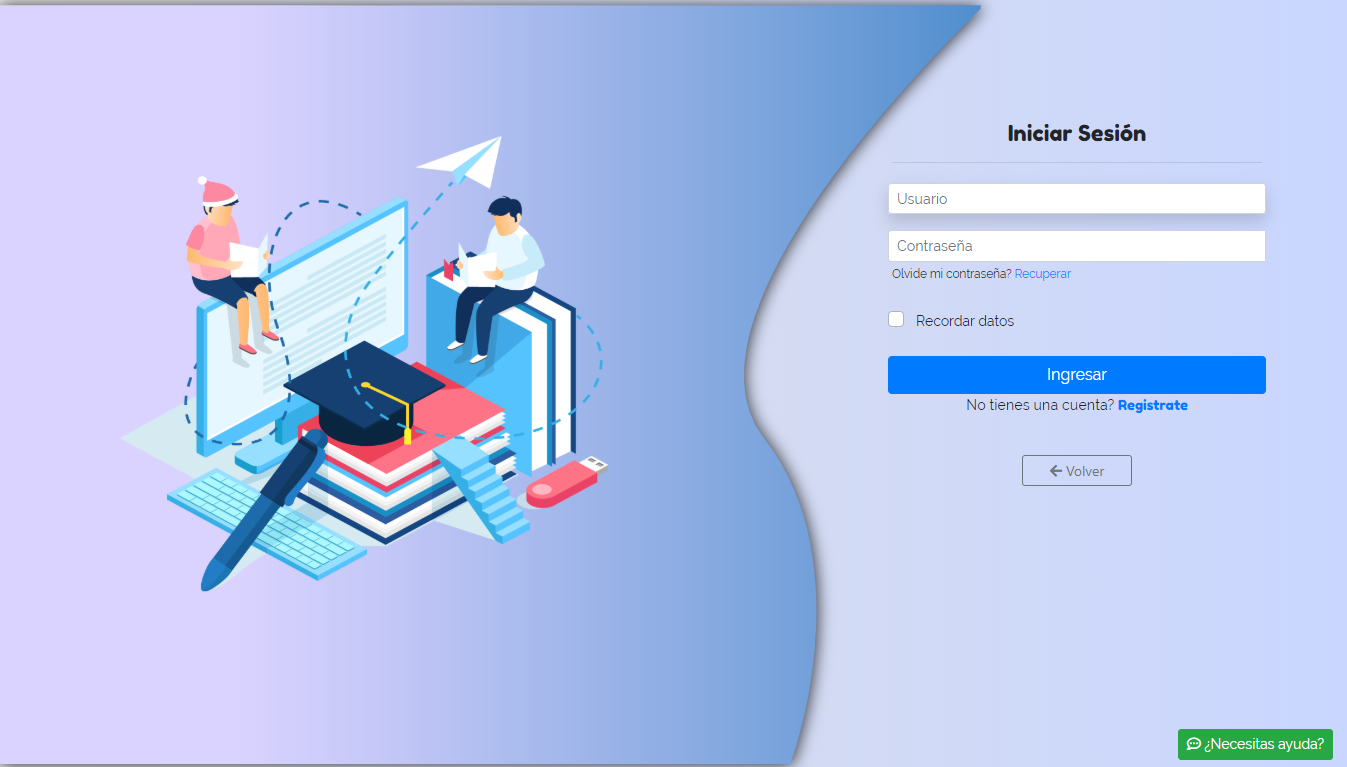 Iniciar Sesión
Usuario
Contraseña
Olvide mi contraseña? Recuperar
Recordar datos
Ingresar
No tienes una cuenta? Registrate
Volver
¿Necesitas ayuda?